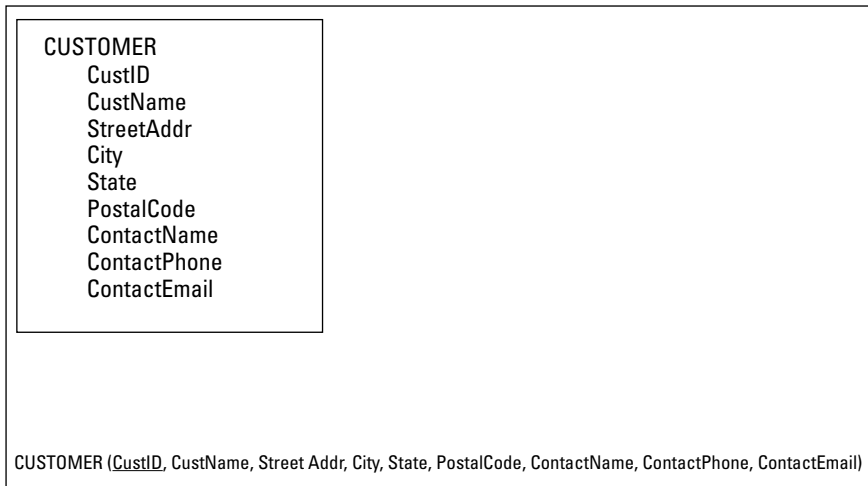 CUSTOMER
CustID
CustName
StreetAddr
City
State
PostalCode
ContactName
ContactPhone
ContactEmail
CUSTOMER (CustID, CustName, Street Addr, City, State, PostalCode, ContactName, ContactPhone, ContactEmail)